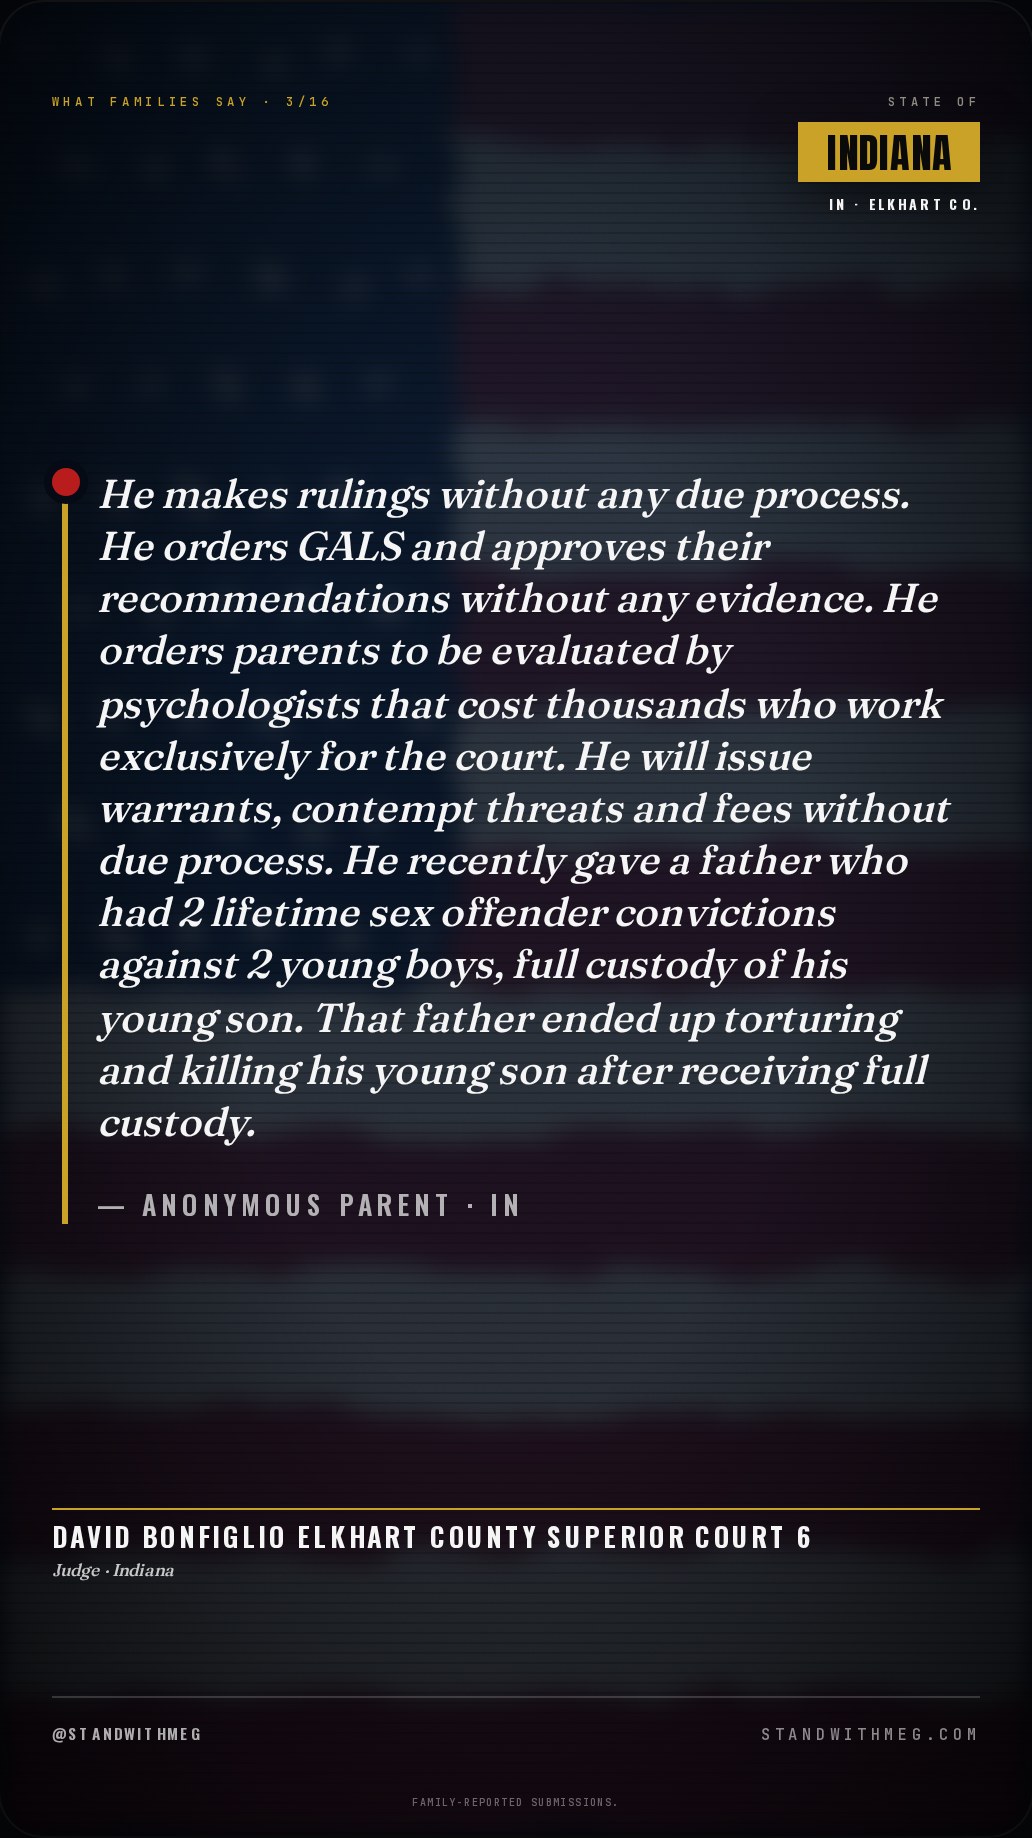 WHAT FAMILIES SAY · 3/16
STATE OF
INDIANA
IN · ELKHART CO.
He makes rulings without any due process.
He orders GALS and approves their
recommendations without any evidence. He
orders parents to be evaluated by
psychologists that cost thousands who work
exclusively for the court. He will issue
warrants, contempt threats and fees without
due process. He recently gave a father who
had 2 lifetime sex offender convictions
against 2 young boys, full custody of his
young son. That father ended up torturing
and killing his young son after receiving full
custody.
— ANONYMOUS PARENT · IN
DAVID BONFIGLIO ELKHART COUNTY SUPERIOR COURT 6
Judge · Indiana
@STANDWITHMEG
STANDWITHMEG.COM
FAMILY-REPORTED SUBMISSIONS.